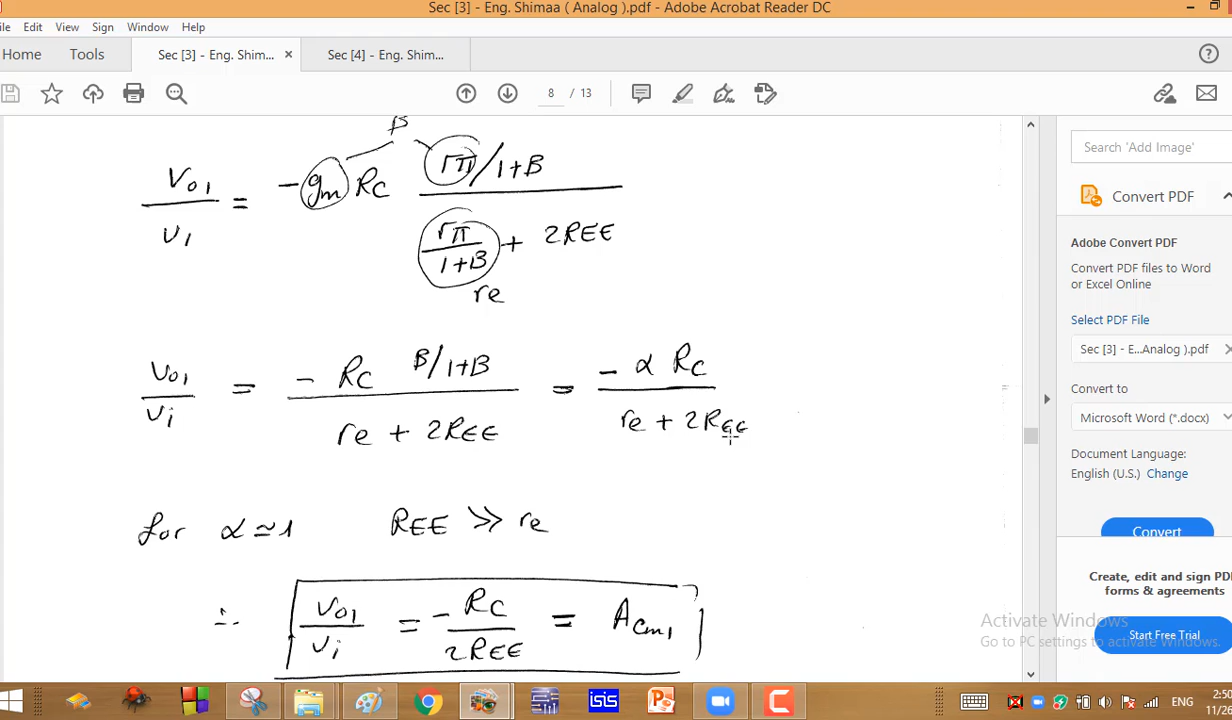 Sec [3] - Eng. Shimaa ( Analog ).pdf - Adobe Acrobat Reader DC
File Edit View Sign Window Help
Home Tools Sec [3] - Eng. Shim... × Sec [4] - Eng. Shim...
8 / 13
β
Vo1/Vi = -gm Rc (rπ/1+β) / (rπ/1+β + 2REE)
re
Vo1/Vi = - Rc β/1+β / (re + 2REE) = - α Rc / (re + 2REE)
for α ≃ 1 REE >> re
∴ Vo1/Vi = - Rc/2REE = Acm1
Search 'Add Image'
Convert PDF
Adobe Convert PDF
Convert PDF files to Word
or Excel Online
Select PDF File
Sec [3] - E...Analog ).pdf ×
Convert to
Microsoft Word (*.docx)
Document Language:
English (U.S.) Change
Convert
Create, edit and sign PD
forms & agreements
Start Free Trial
Activate Windows
Go to PC settings to activate Windows.
isis
ENG
2:50
11/26